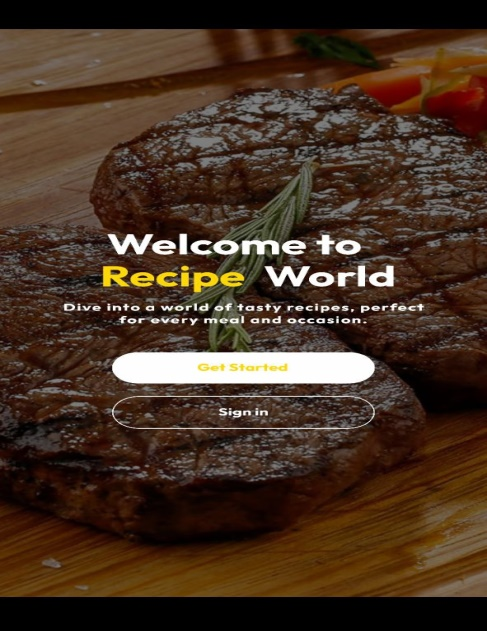 Welcome to
Recipe World
Dive into a world of tasty recipes, perfect
for every meal and occasion.
Get Started
Sign in